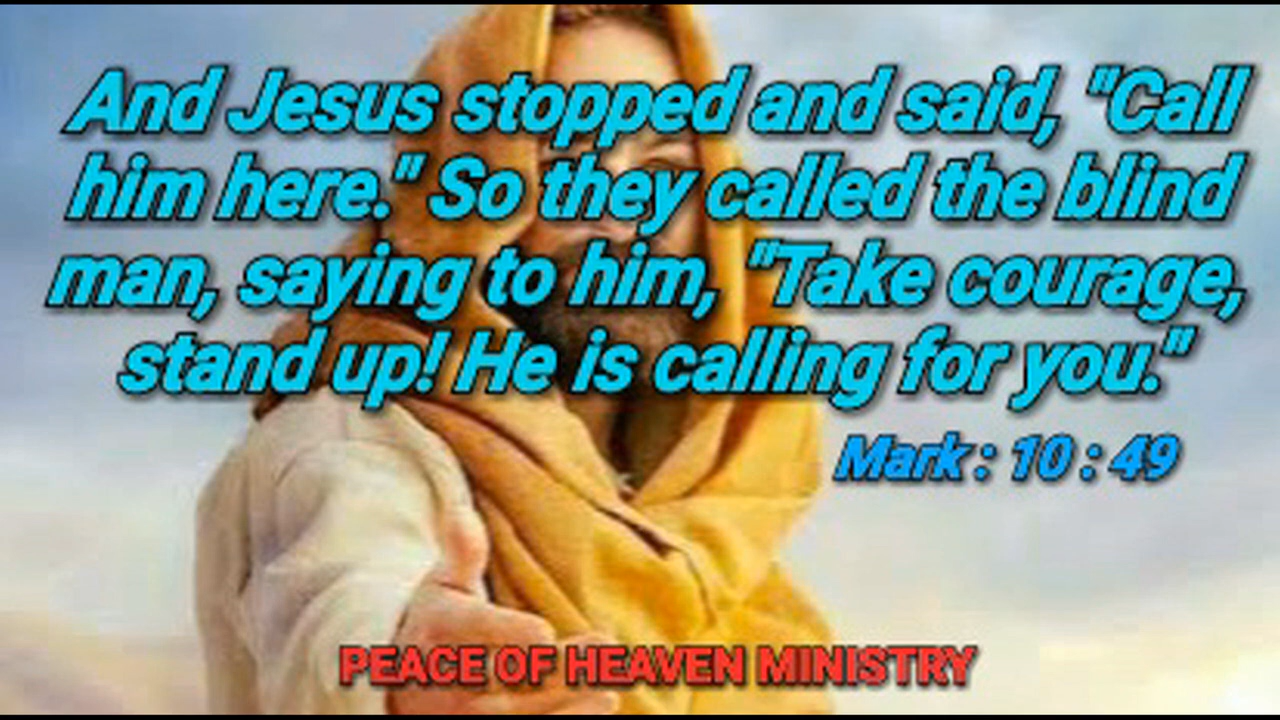 And Jesus stopped and said, "Call
him here." So they called the blind
man, saying to him, "Take courage,
stand up! He is calling for you."
Mark : 10 : 49
PEACE OF HEAVEN MINISTRY